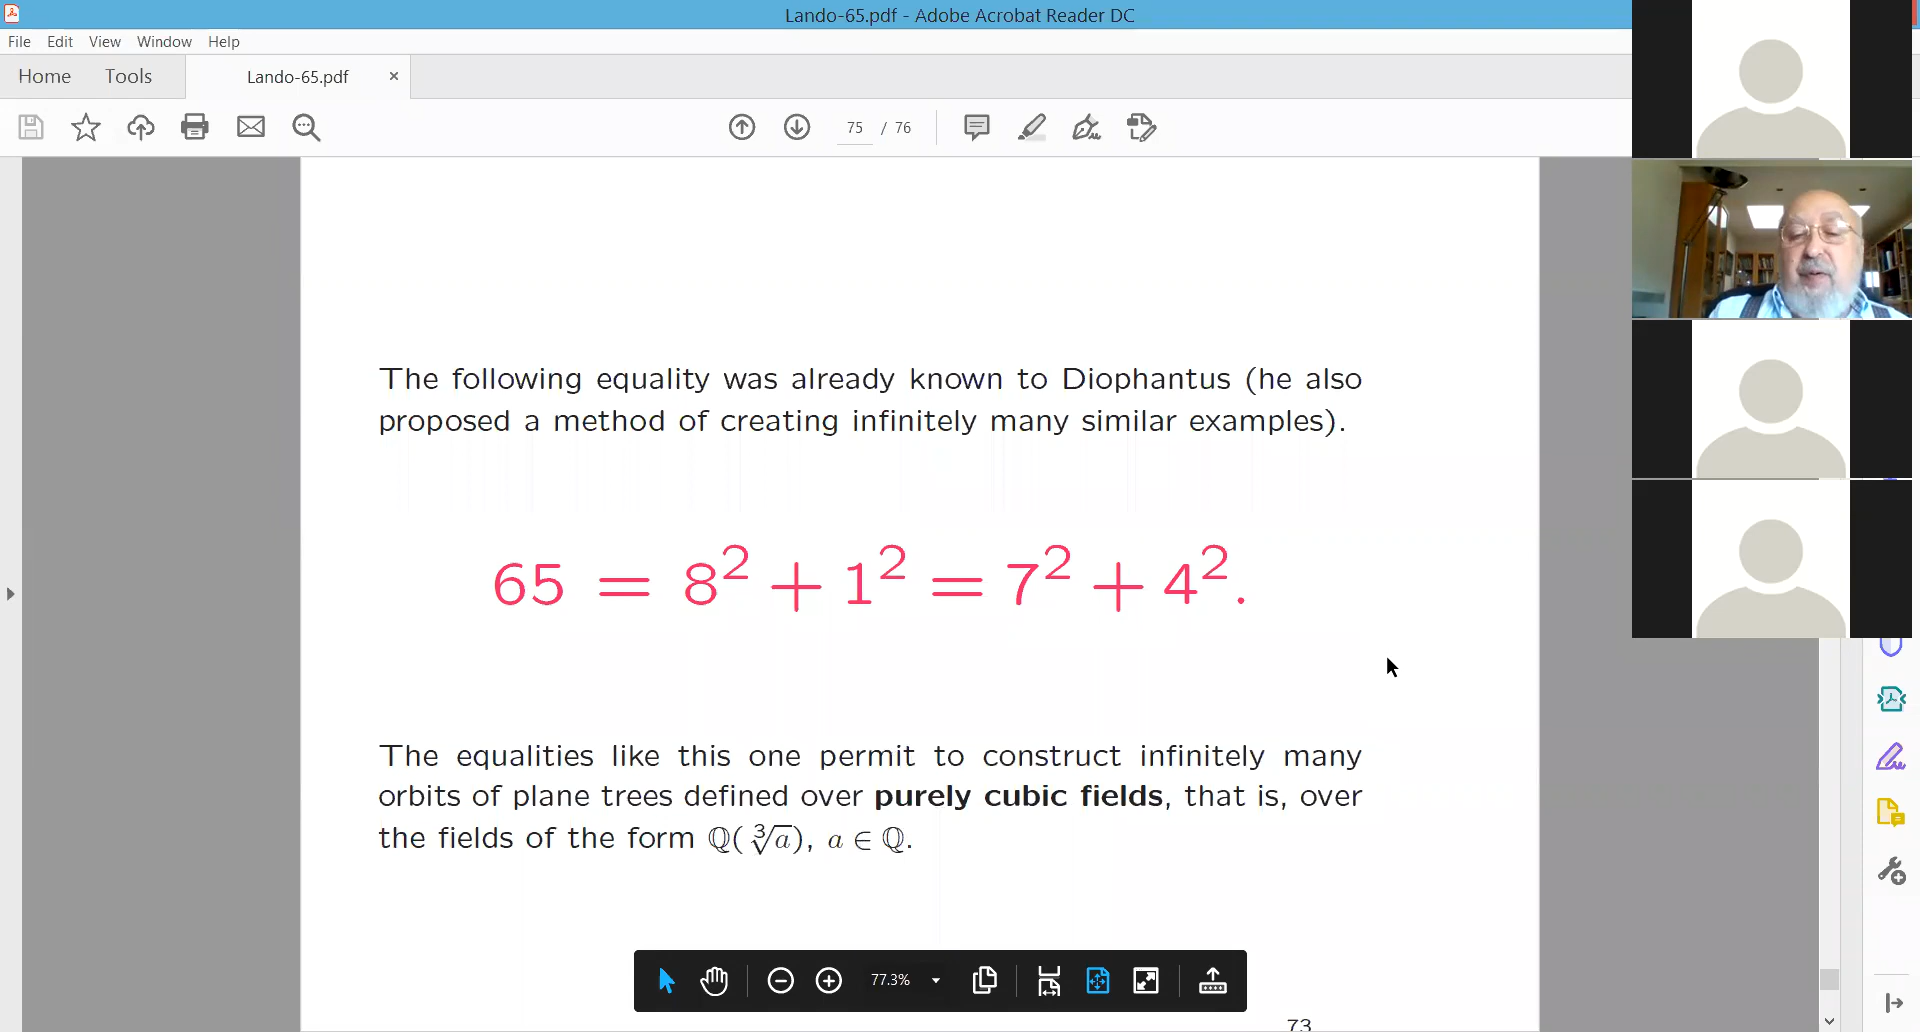 Lando-65.pdf - Adobe Acrobat Reader DC
File Edit View Window Help
Home Tools Lando-65.pdf ×
75 / 76
The following equality was already known to Diophantus (he also
proposed a method of creating infinitely many similar examples).
65 = 8² + 1² = 7² + 4².
The equalities like this one permit to construct infinitely many
orbits of plane trees defined over purely cubic fields, that is, over
the fields of the form ℚ(∛a), a ∈ ℚ.
77.3%
73